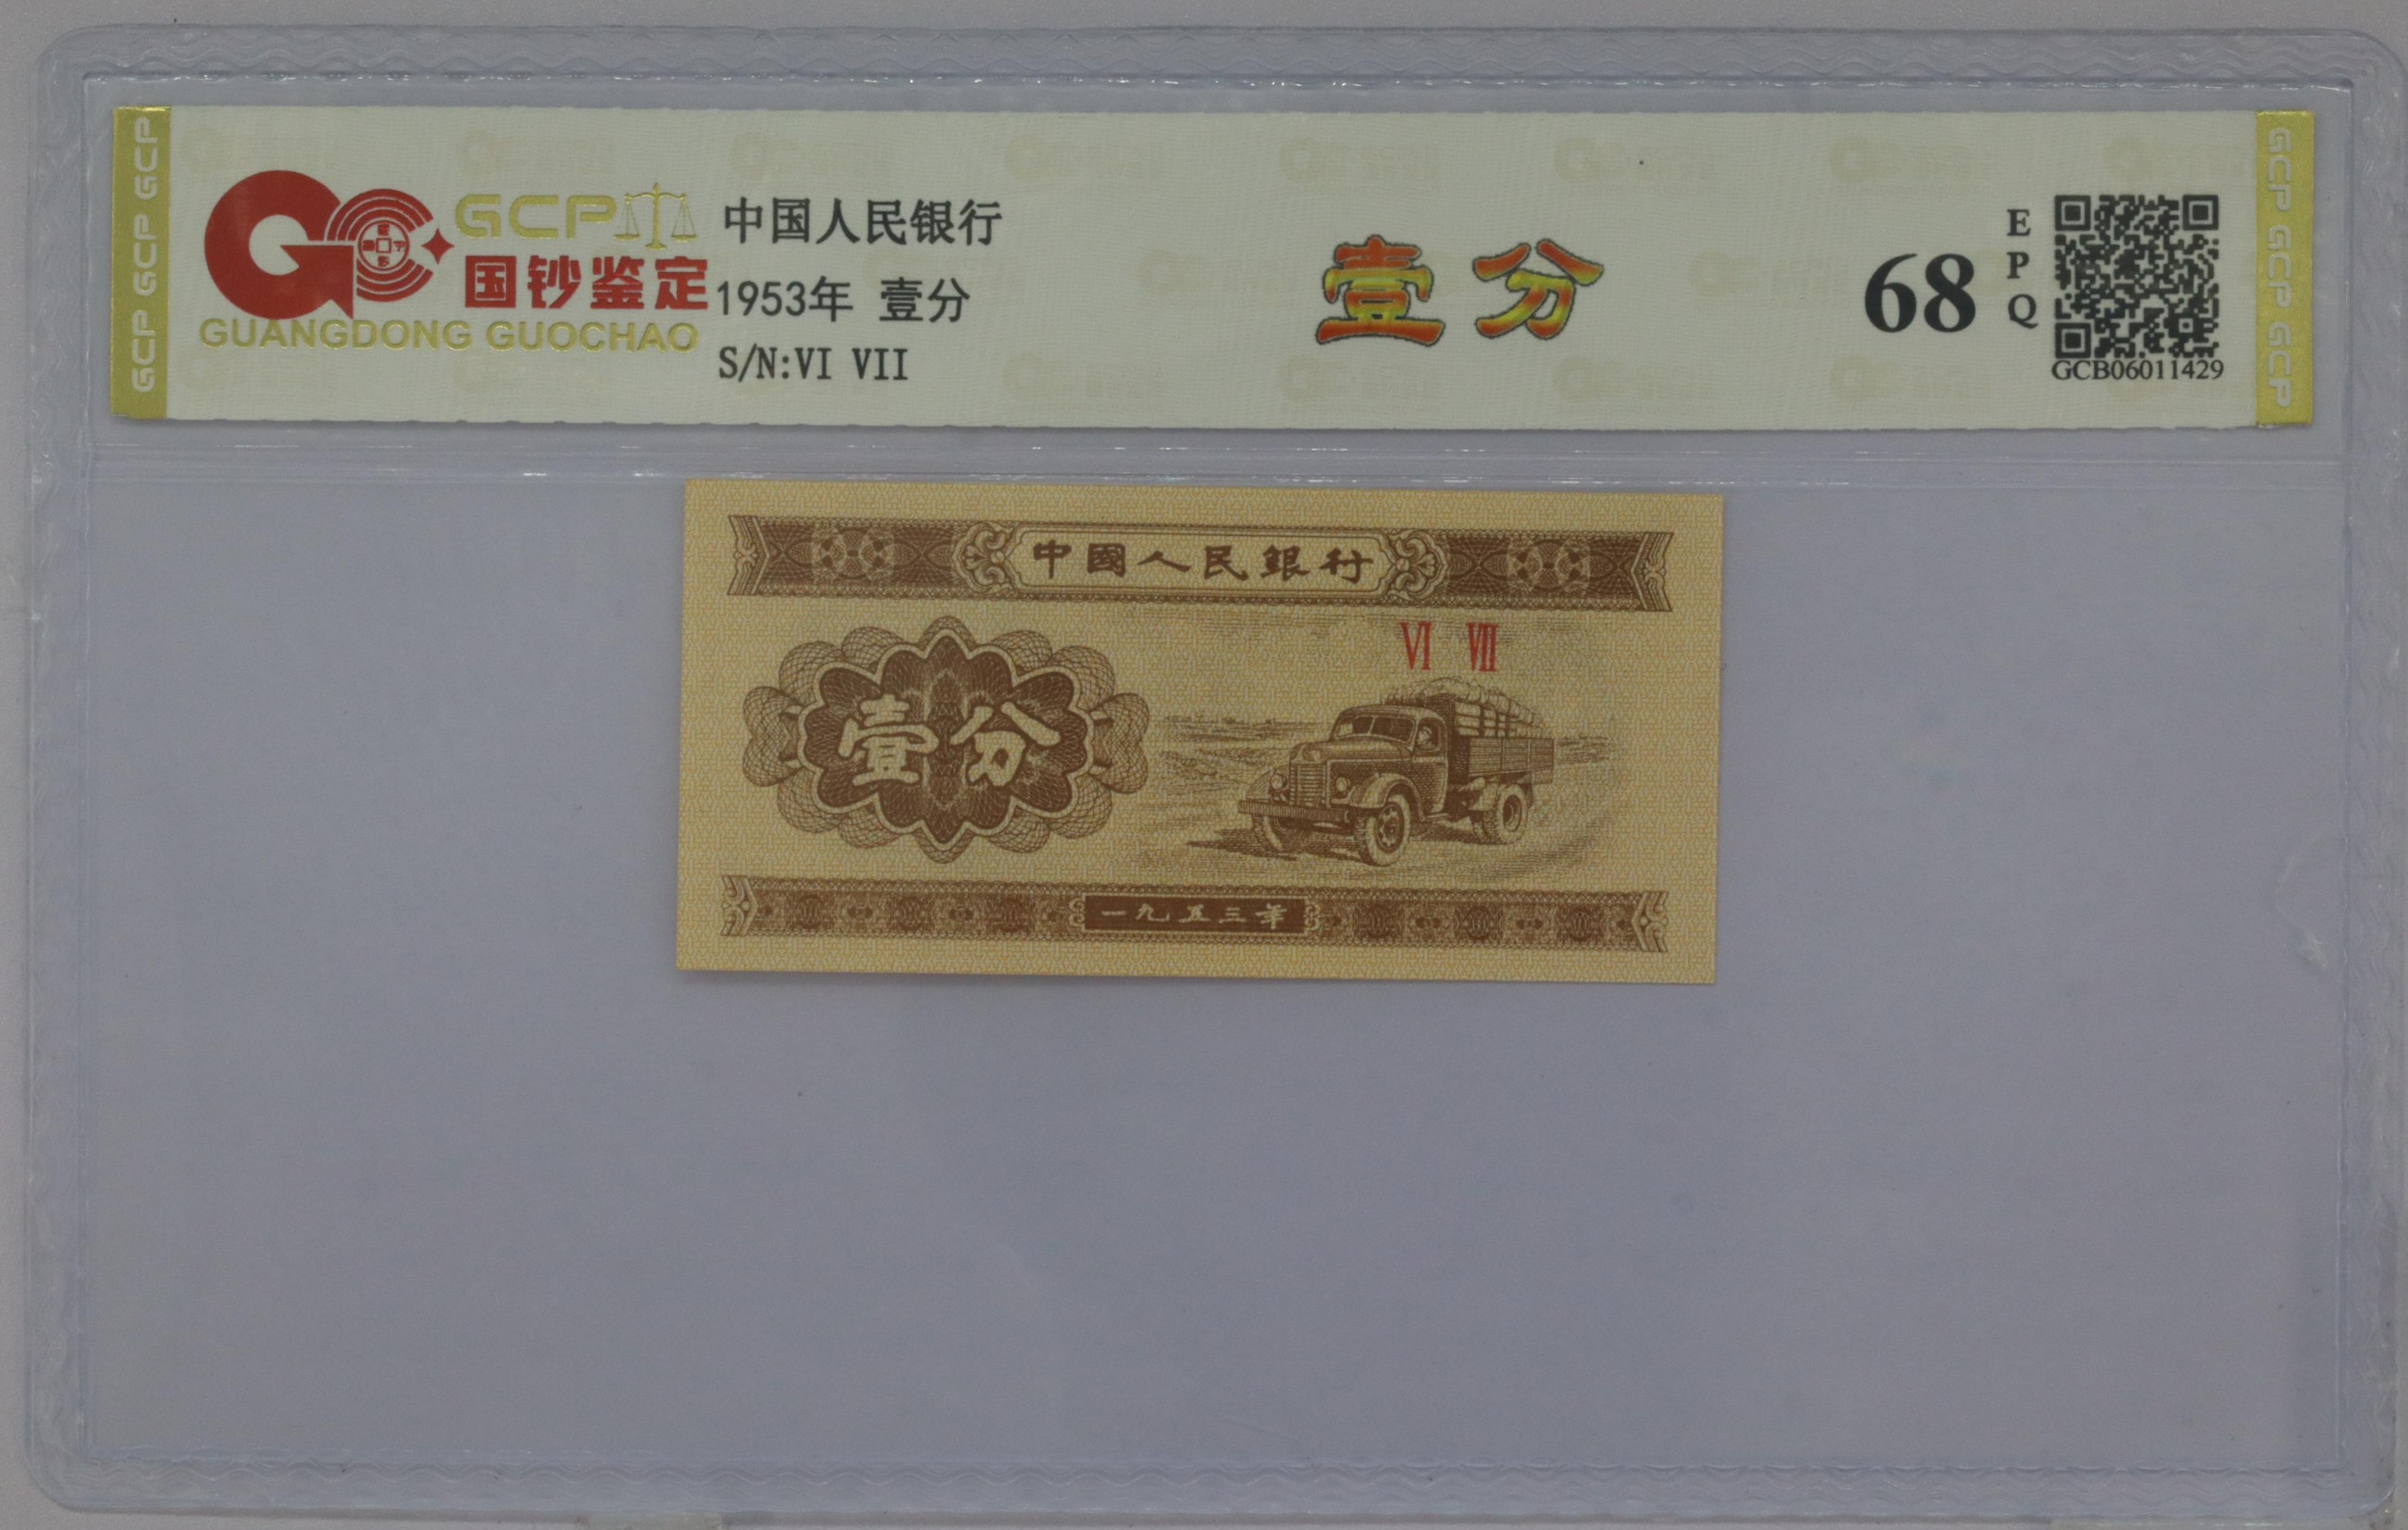 GCP GCP GCP
GCP
国钞鉴定
GUANGDONG GUOCHAO
中国人民银行
1953年 壹分
S/N:VI VII
壹分
68
EPQ
GCB06011429
GCP GCP GCP
中國人民銀行
VI VII
壹分
一九五三年